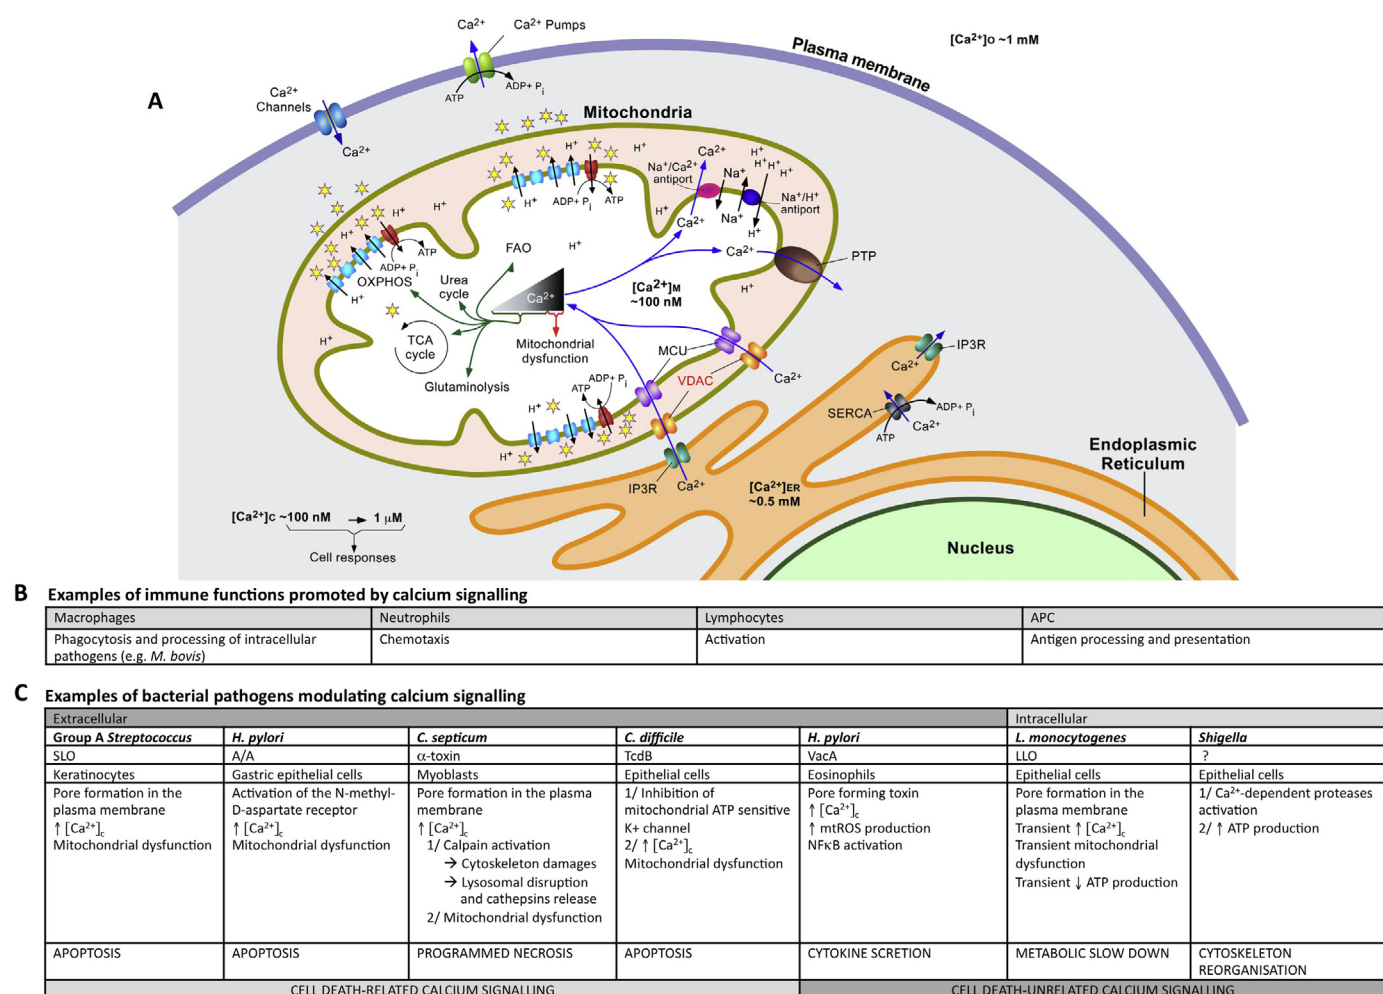 A
Ca2+
Ca2+ Pumps
[Ca2+]O ~1 mM
Plasma membrane
ATP
ADP+ Pi
Ca2+
Channels
Ca2+
Mitochondria
H+
H+
H+
H+
ADP+ Pi
ATP
H+
Na+/Ca2+
antiport
Ca2+
Na+
H+
H+
H+
H+
H+
Na+/H+
antiport
Na+
H+
H+
Ca2+
H+
H+
H+
ATP
ADP+ Pi
OXPHOS
H+
H+
FAO
H+
Ca2+
PTP
Urea
cycle
Ca2+
[Ca2+]M
~100 nM
H+
TCA
cycle
H+
Mitochondrial
dysfunction
MCU
VDAC
Ca2+
Glutaminolysis
ATP
ADP+ Pi
H+
H+
H+
IP3R
Ca2+
SERCA
ADP+ Pi
ATP
Ca2+
IP3R
Ca2+
[Ca2+]ER
~0.5 mM
Endoplasmic
Reticulum
Nucleus
[Ca2+]C ~100 nM → 1 µM
Cell responses
B Examples of immune functions promoted by calcium signalling
Macrophages Neutrophils Lymphocytes APC
Phagocytosis and processing of intracellular
pathogens (e.g. M. bovis)
Chemotaxis
Activation
Antigen processing and presentation
C Examples of bacterial pathogens modulating calcium signalling
Extracellular Intracellular
Group A Streptococcus H. pylori C. septicum C. difficile H. pylori L. monocytogenes Shigella
SLO A/A α-toxin TcdB VacA LLO ?
Keratinocytes Gastric epithelial cells Myoblasts Epithelial cells Eosinophils Epithelial cells Epithelial cells
Pore formation in the
plasma membrane
↑ [Ca2+]c
Mitochondrial dysfunction
Activation of the N-methyl-
D-aspartate receptor
↑ [Ca2+]c
Mitochondrial dysfunction
Pore formation in the plasma
membrane
↑ [Ca2+]c
1/ Calpain activation
→ Cytoskeleton damages
→ Lysosomal disruption
and cathepsins release
2/ Mitochondrial dysfunction
1/ Inhibition of
mitochondrial ATP sensitive
K+ channel
2/ ↑ [Ca2+]c
Mitochondrial dysfunction
Pore forming toxin
↑ [Ca2+]c
↑ mtROS production
NFκB activation
Pore formation in the
plasma membrane
Transient ↑ [Ca2+]c
Transient mitochondrial
dysfunction
Transient ↓ ATP production
1/ Ca2+-dependent proteases
activation
2/ ↑ ATP production
APOPTOSIS
APOPTOSIS
PROGRAMMED NECROSIS
APOPTOSIS
CYTOKINE SCRETION
METABOLIC SLOW DOWN
CYTOSKELETON
REORGANISATION
CELL DEATH-RELATED CALCIUM SIGNALLING
CELL DEATH-UNRELATED CALCIUM SIGNALLING